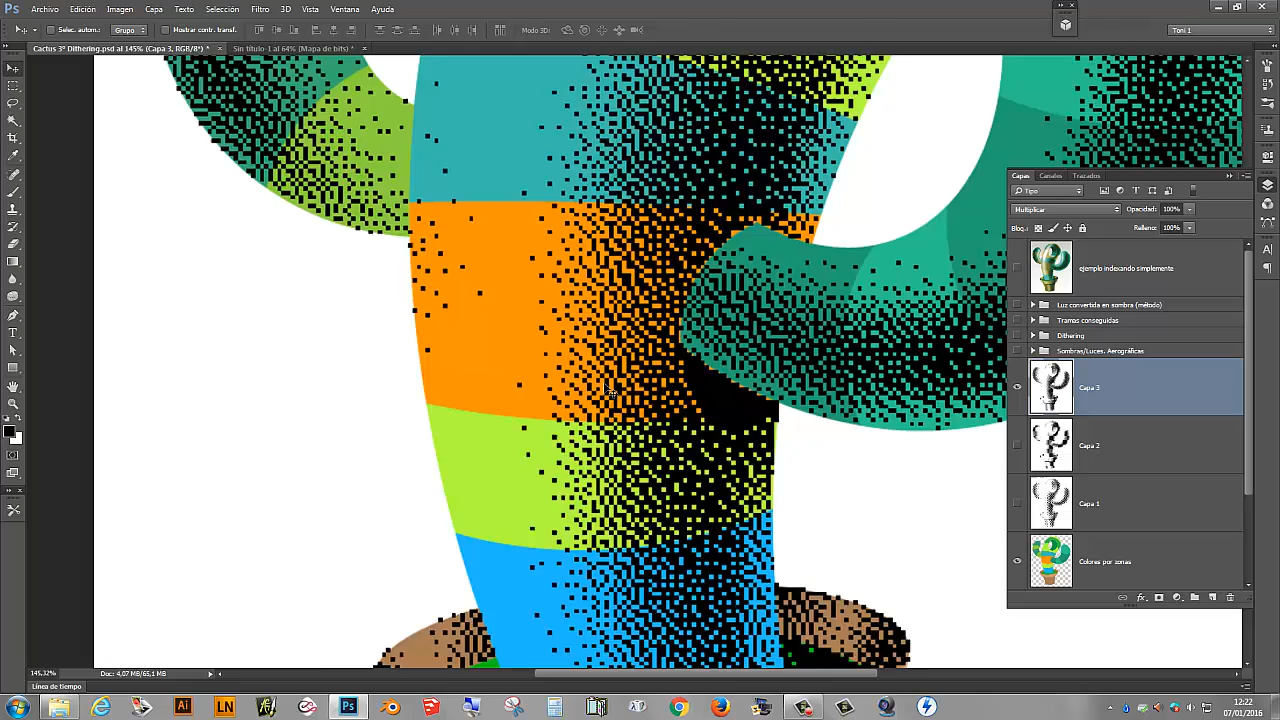 Ps Archivo Edición Imagen Capa Texto Selección Filtro 3D Vista Ventana Ayuda
Selec. autom.: Grupo Mostrar contr. transf. Modo 3D: Toni 1
Cactus 3º Dithering.psd al 145% (Capa 3, RGB/8*) * × Sin título-1 al 64% (Mapa de bits) * ×
Capas Canales Trazados
Tipo
Multiplicar Opacidad: 100%
Bloq.: Relleno: 100%
ejemplo indexando simplemente
Luz convertida en sombra (método)
Tramas conseguidas
Dithering
Sombras/Luces. Aerográficas
Capa 3
Capa 2
Capa 1
Colores por zonas
145,32% Doc: 4,07 MB/65,1 MB
Línea de tiempo
Ai LN Ps
12:22
07/01/2016